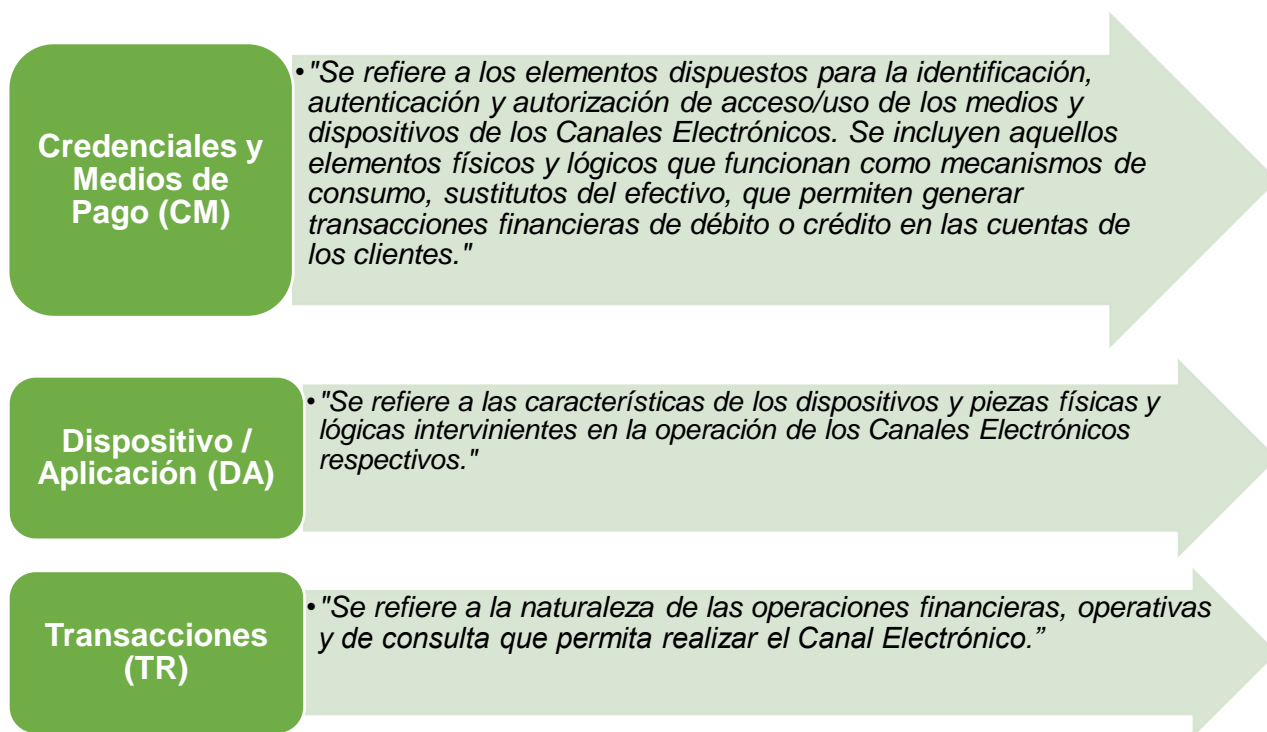 Credenciales y
Medios de
Pago (CM)
•"Se refiere a los elementos dispuestos para la identificación,
autenticación y autorización de acceso/uso de los medios y
dispositivos de los Canales Electrónicos. Se incluyen aquellos
elementos físicos y lógicos que funcionan como mecanismos de
consumo, sustitutos del efectivo, que permiten generar
transacciones financieras de débito o crédito en las cuentas de
los clientes."
Dispositivo /
Aplicación (DA)
•"Se refiere a las características de los dispositivos y piezas físicas y
lógicas intervinientes en la operación de los Canales Electrónicos
respectivos."
Transacciones
(TR)
•"Se refiere a la naturaleza de las operaciones financieras, operativas
y de consulta que permita realizar el Canal Electrónico.”